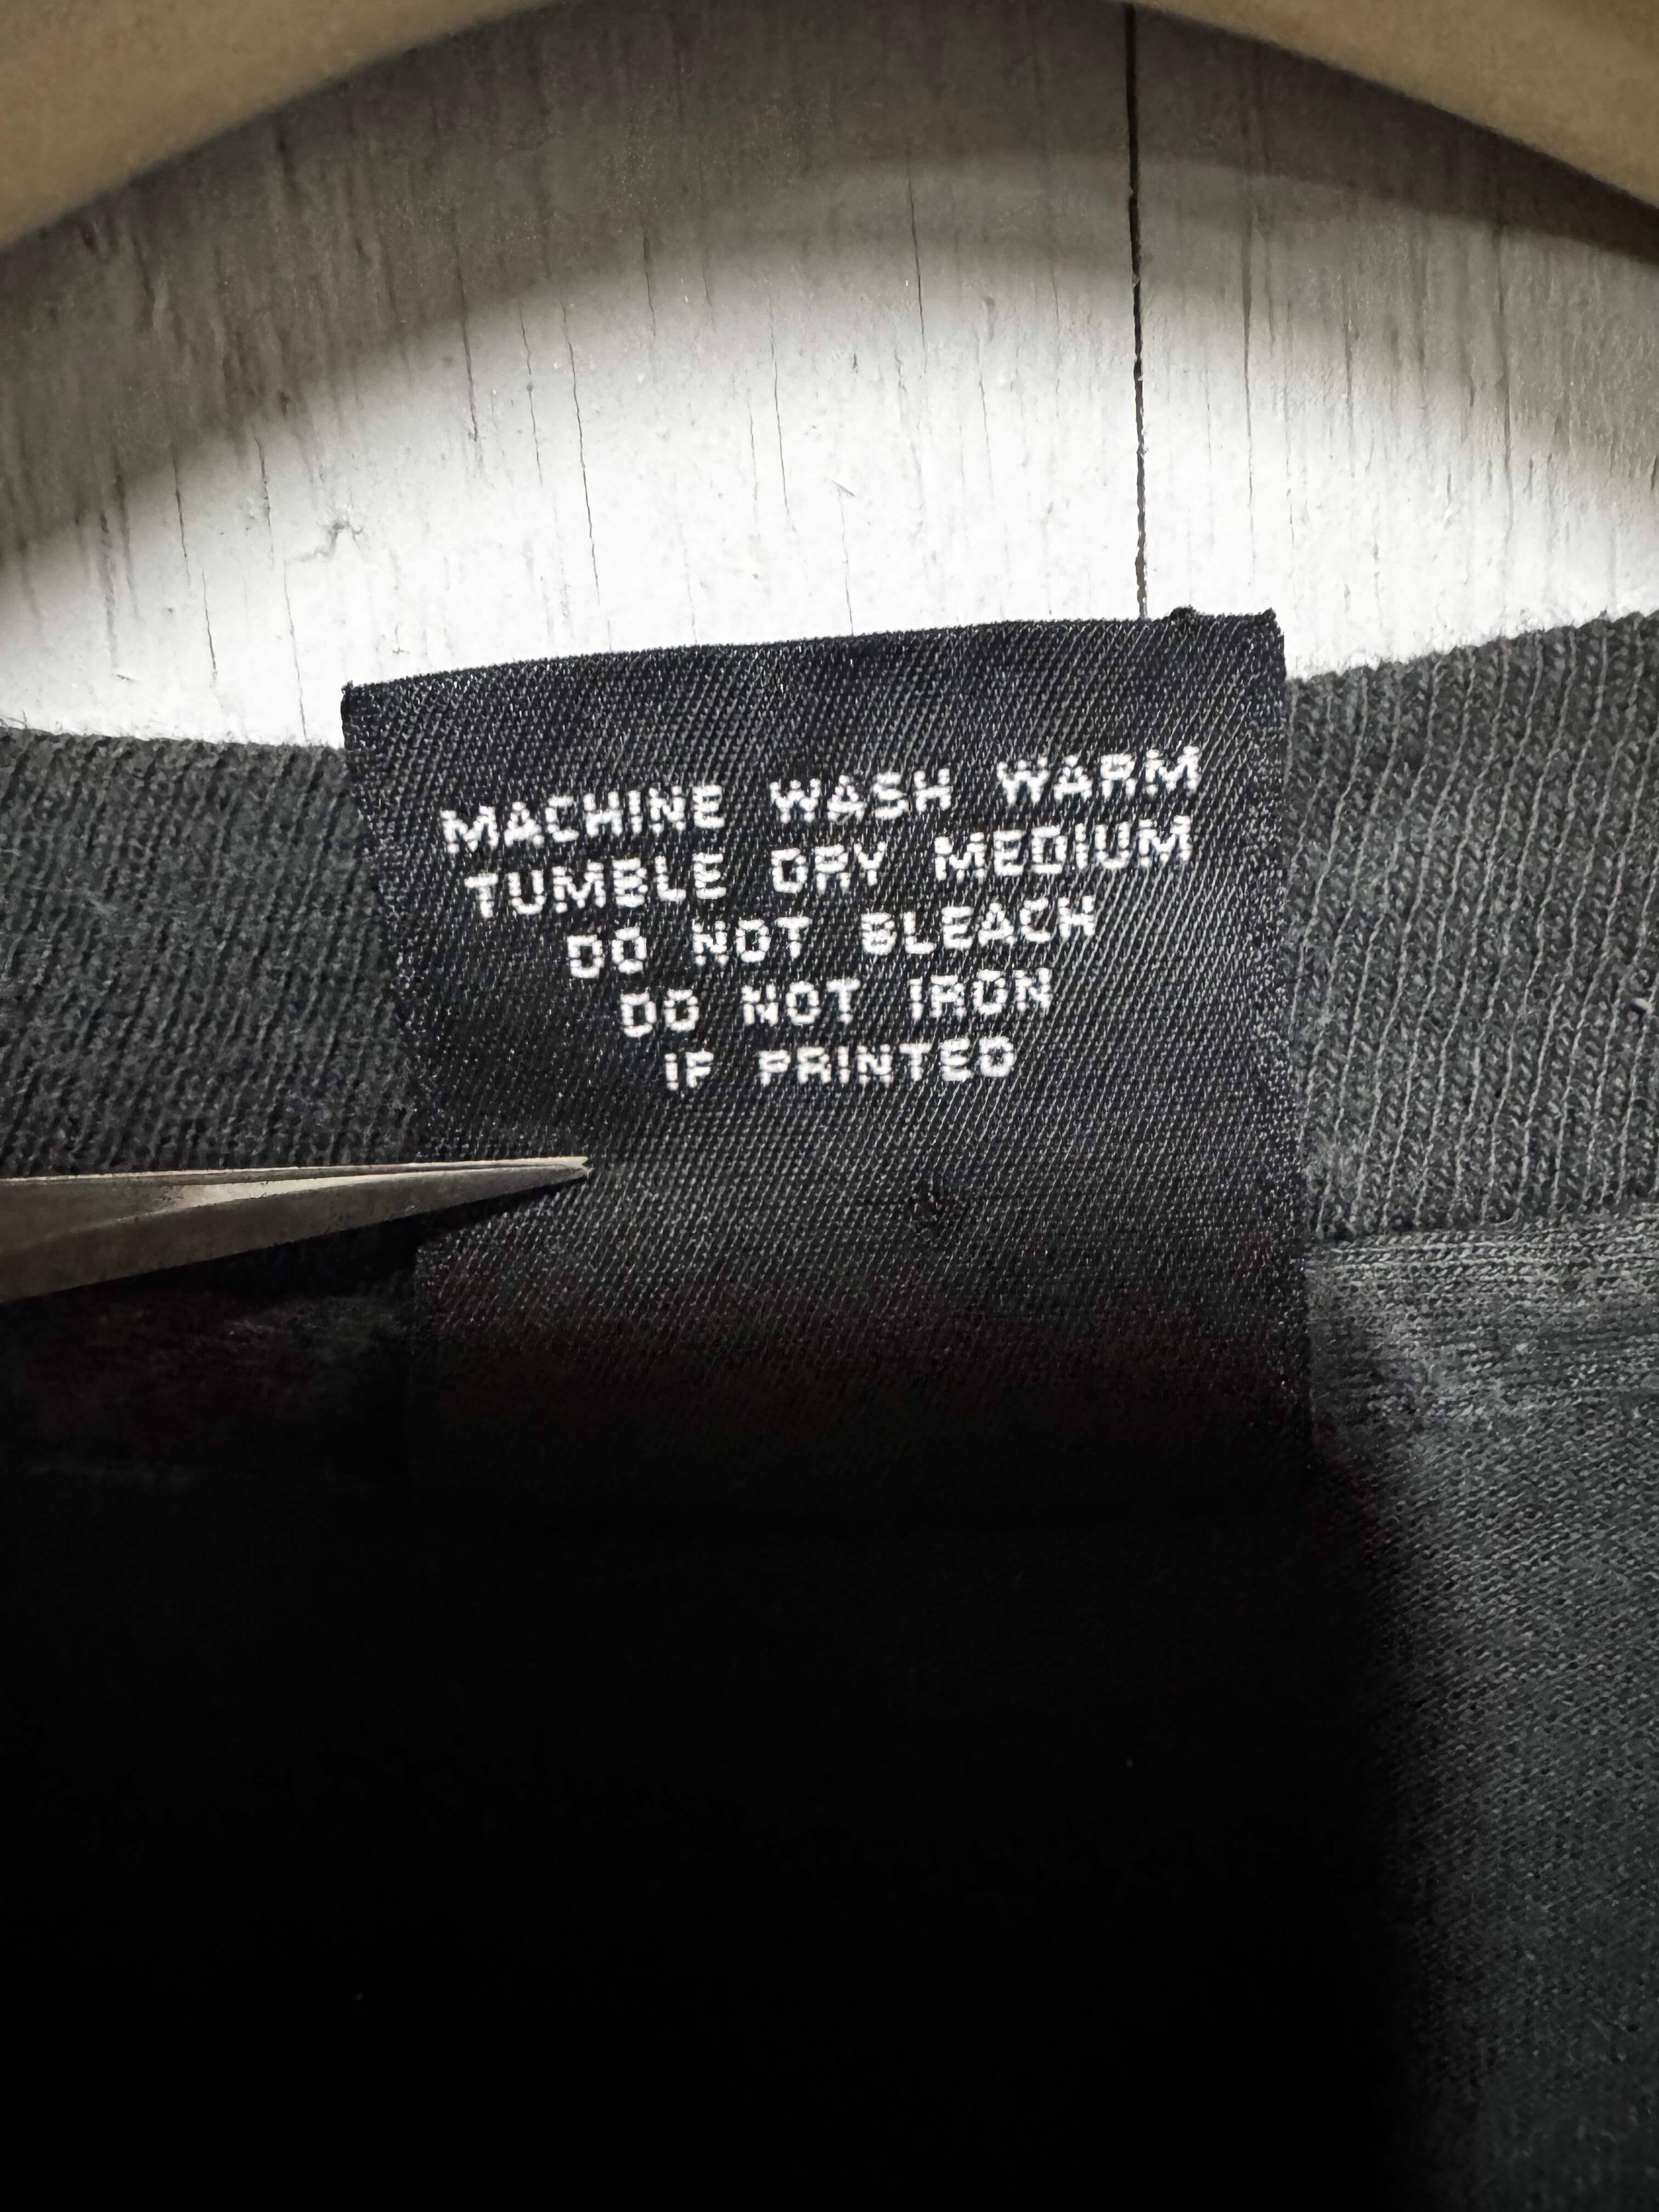 MACHINE WASH WARM
TUMBLE DRY MEDIUM
DO NOT BLEACH
DO NOT IRON
IF PRINTED